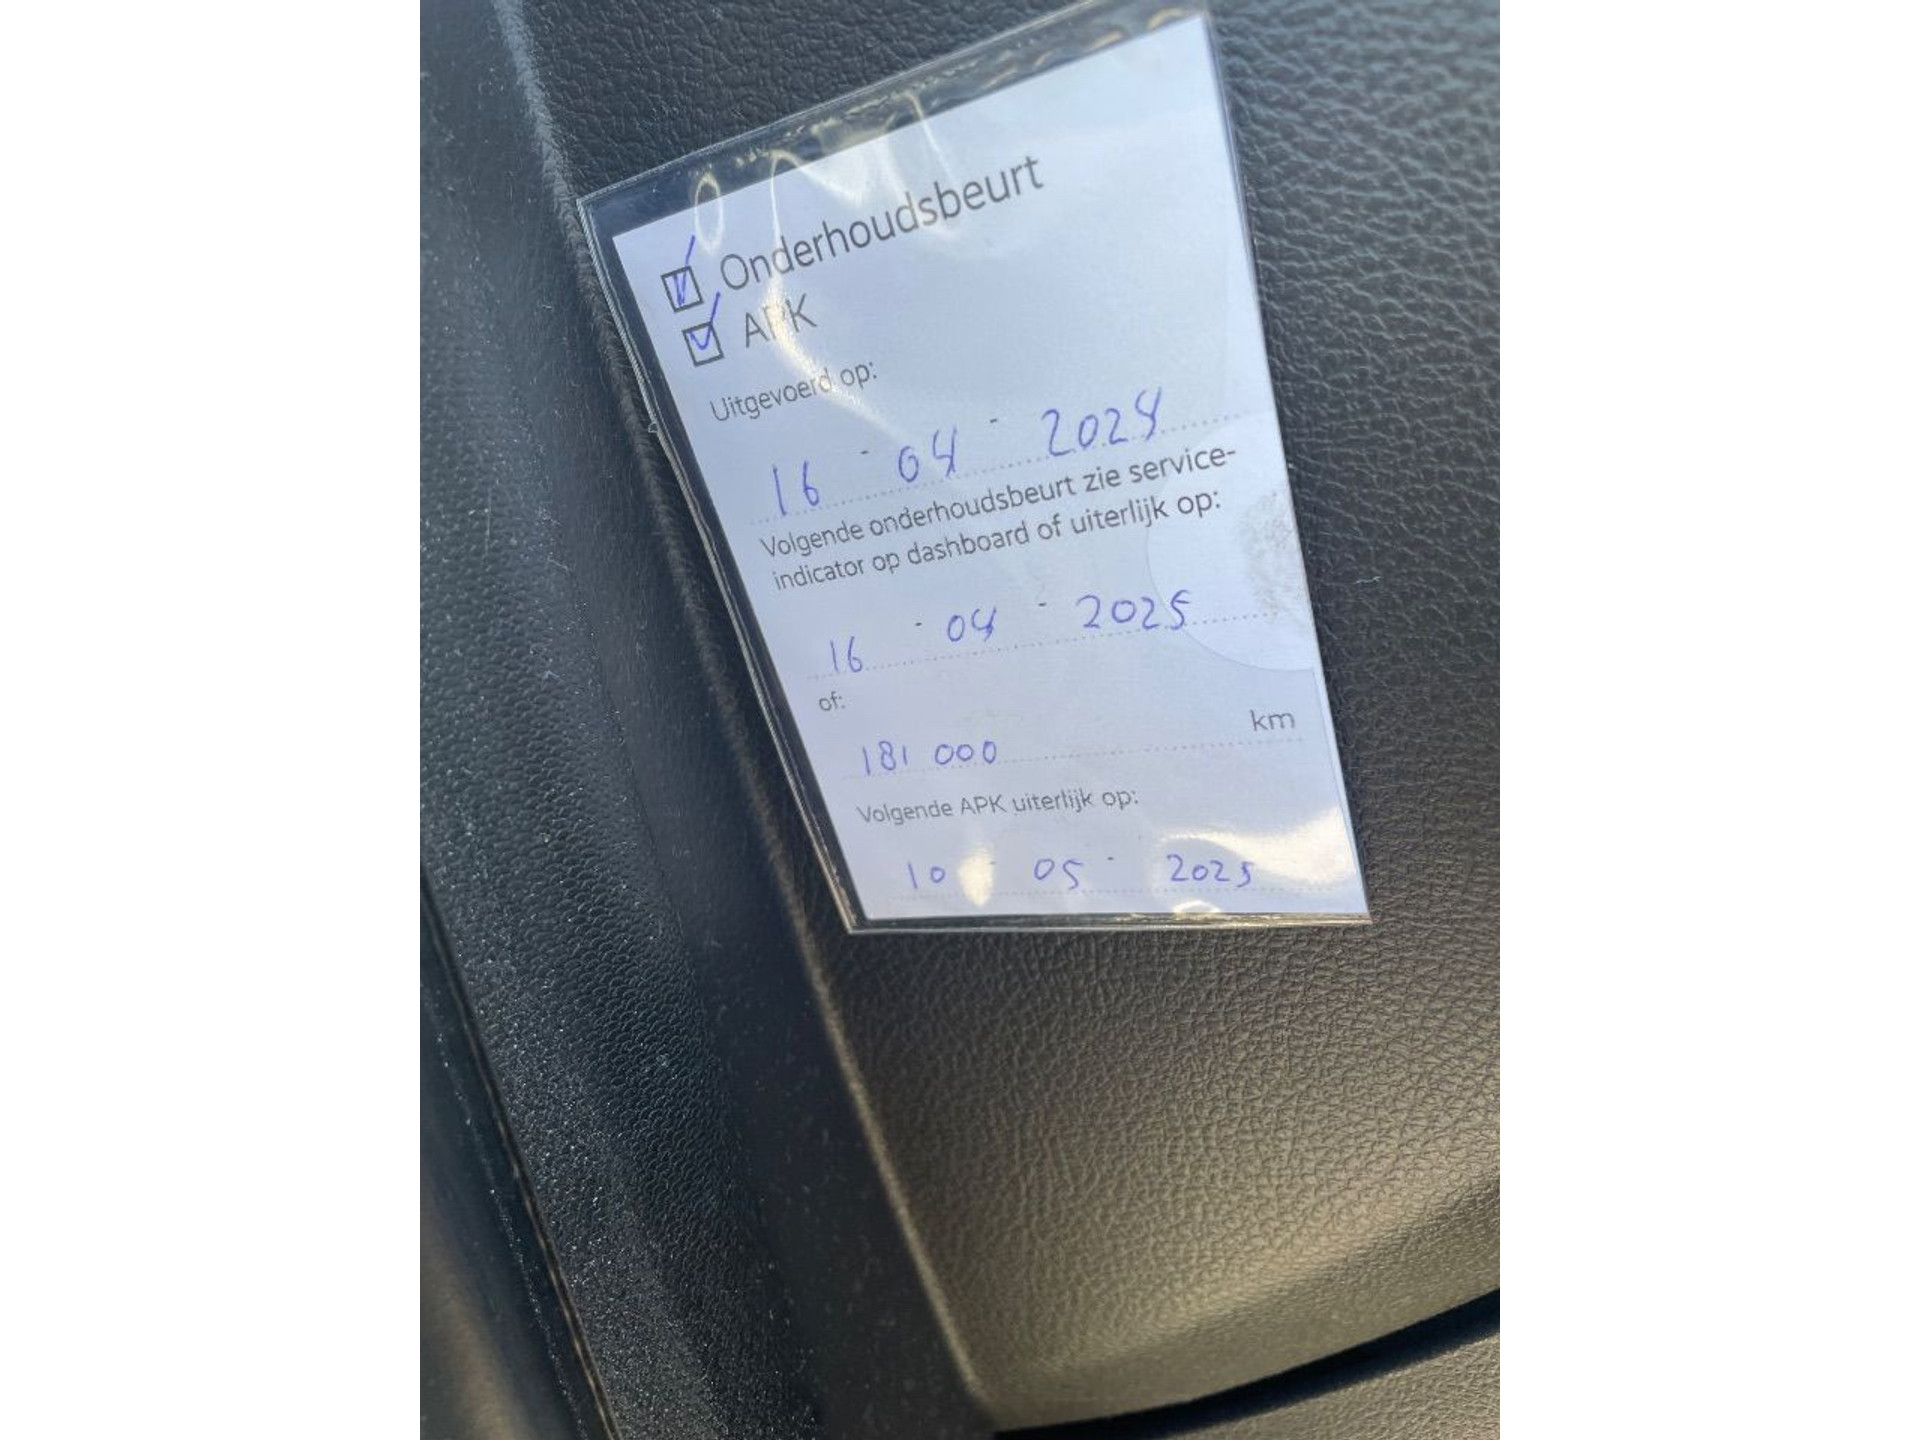 Onderhoudsbeurt
APK
Uitgevoerd op:
16 - 04 - 2024
Volgende onderhoudsbeurt zie service-
indicator op dashboard of uiterlijk op:
16 - 04 - 2025
of:
181 000 km
Volgende APK uiterlijk op:
10 - 05 - 2025